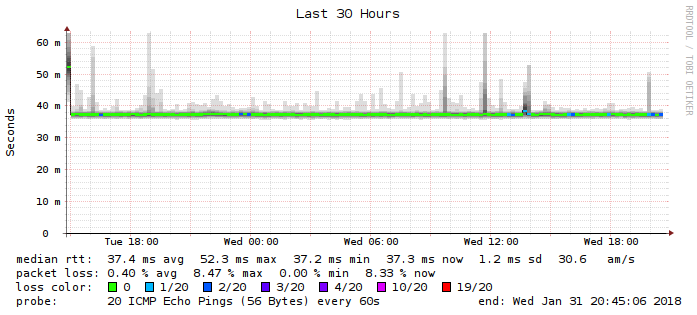 Last 30 Hours
RRDTOOL / TOBI OETIKER
Seconds
60 m
50 m
40 m
30 m
20 m
10 m
0
Tue 18:00 Wed 00:00 Wed 06:00 Wed 12:00 Wed 18:00
median rtt: 37.4 ms avg 52.3 ms max 37.2 ms min 37.3 ms now 1.2 ms sd 30.6 am/s
packet loss: 0.40 % avg 8.47 % max 0.00 % min 8.33 % now
loss color: 0 1/20 2/20 3/20 4/20 10/20 19/20
probe: 20 ICMP Echo Pings (56 Bytes) every 60s end: Wed Jan 31 20:45:06 2018